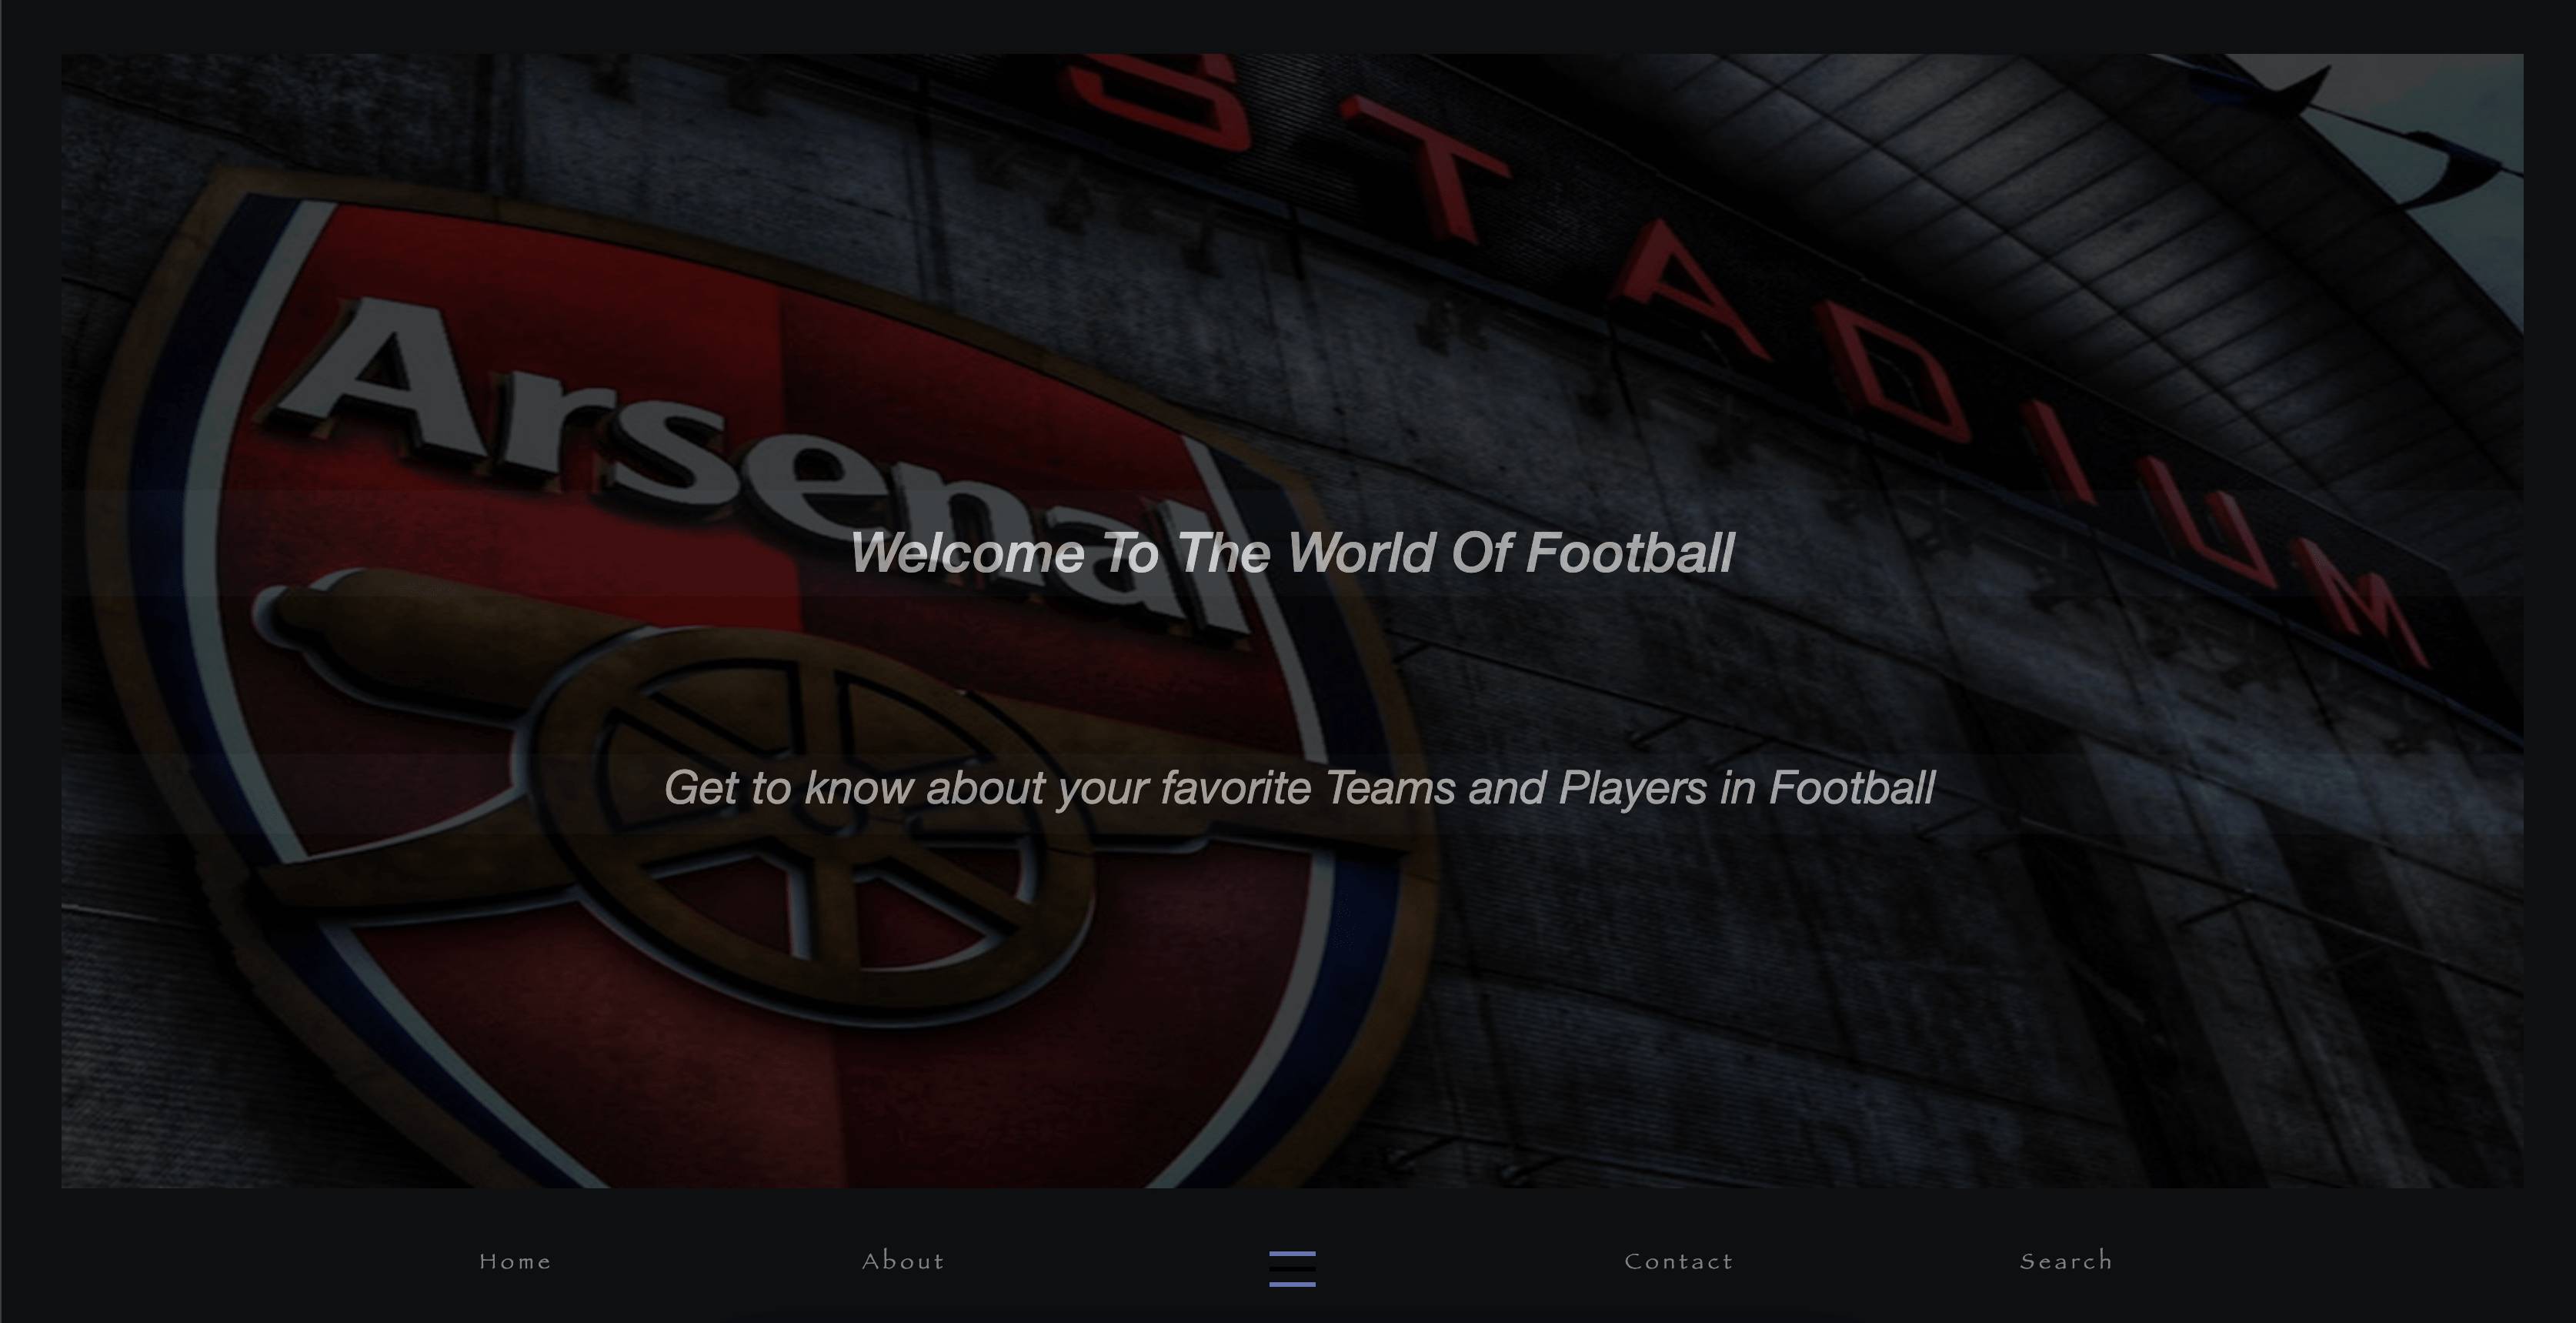 STADIUM
Arsenal
Welcome To The World Of Football
Get to know about your favorite Teams and Players in Football
Home
About
Contact
Search